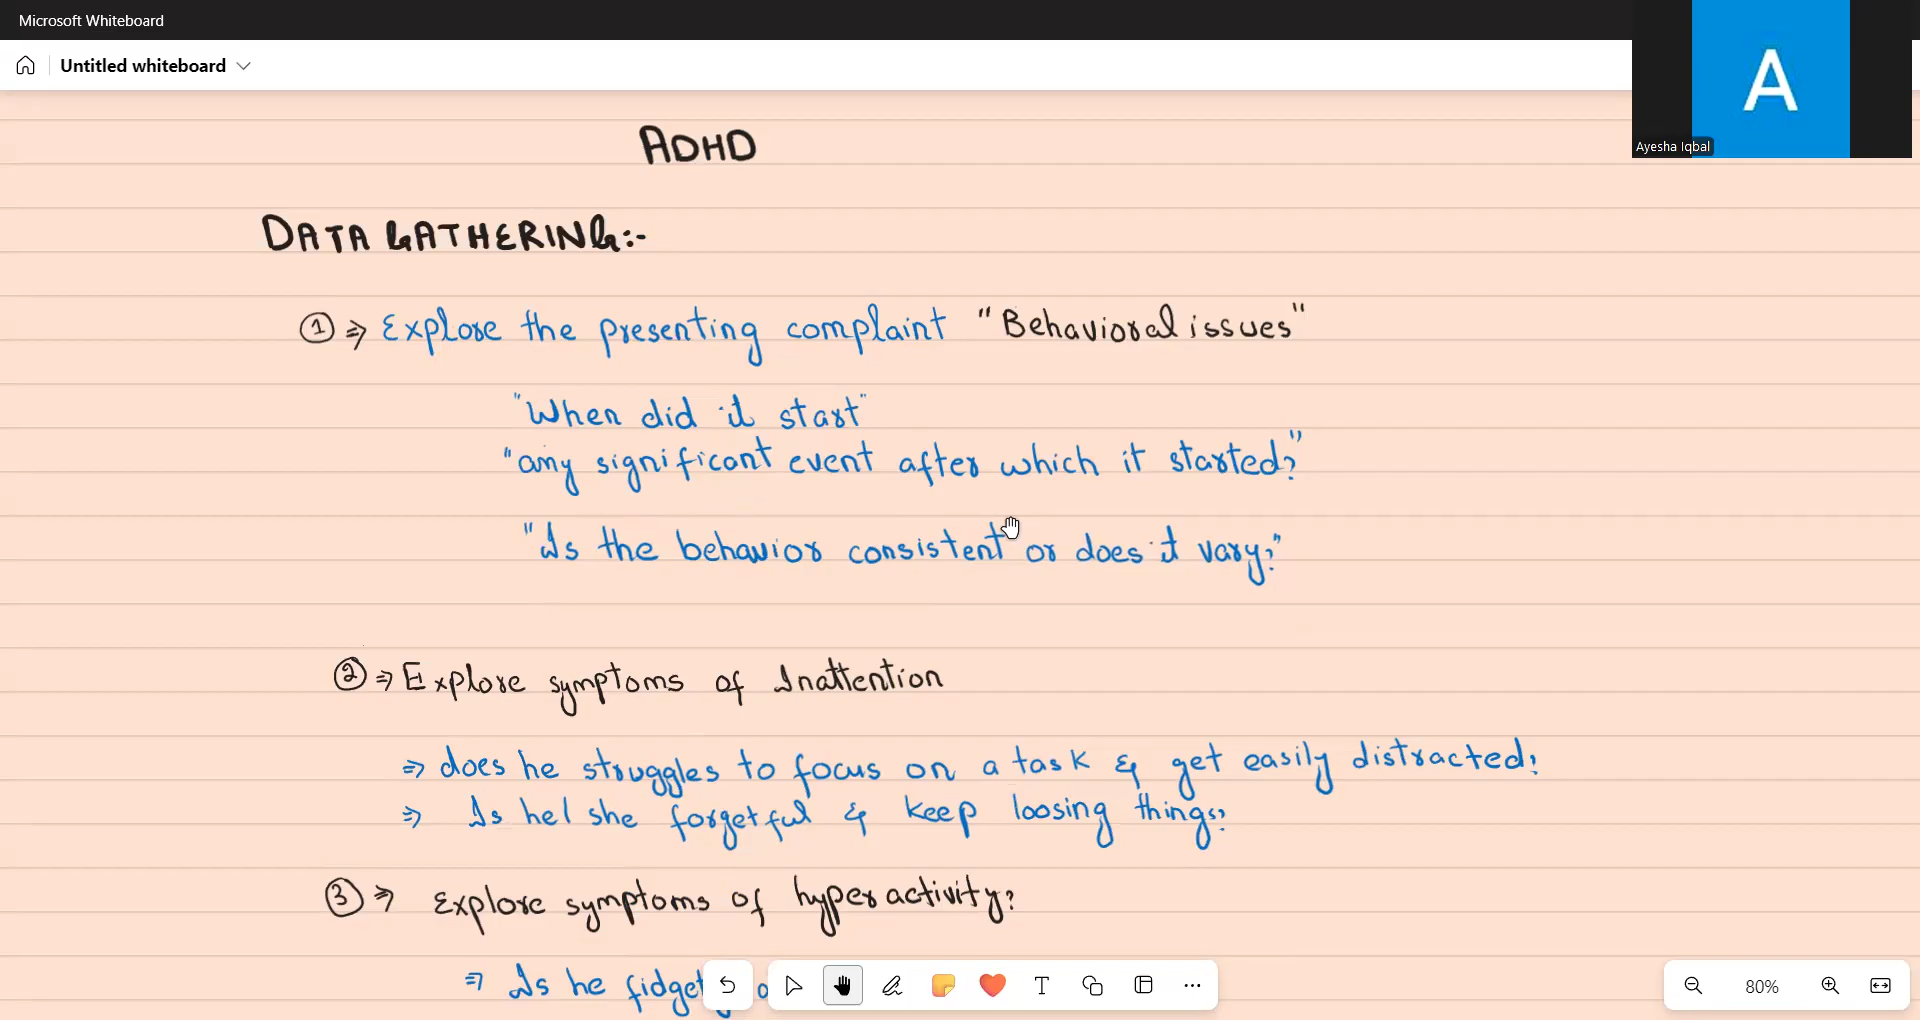 Microsoft Whiteboard
Untitled whiteboard
A
Ayesha Iqbal
ADHD
DATA GATHERING:-
① ⇒ Explore the presenting complaint "Behavioral issues"
"When did it start"
"any significant event after which it started?"
"Is the behavior consistent or does it vary?"
② ⇒ Explore symptoms of Inattention
⇒ does he struggles to focus on a task & get easily distracted?
⇒ Is he/she forgetful & keep loosing things?
③ ⇒ Explore symptoms of hyperactivity?
⇒ Is he fidgety
80%